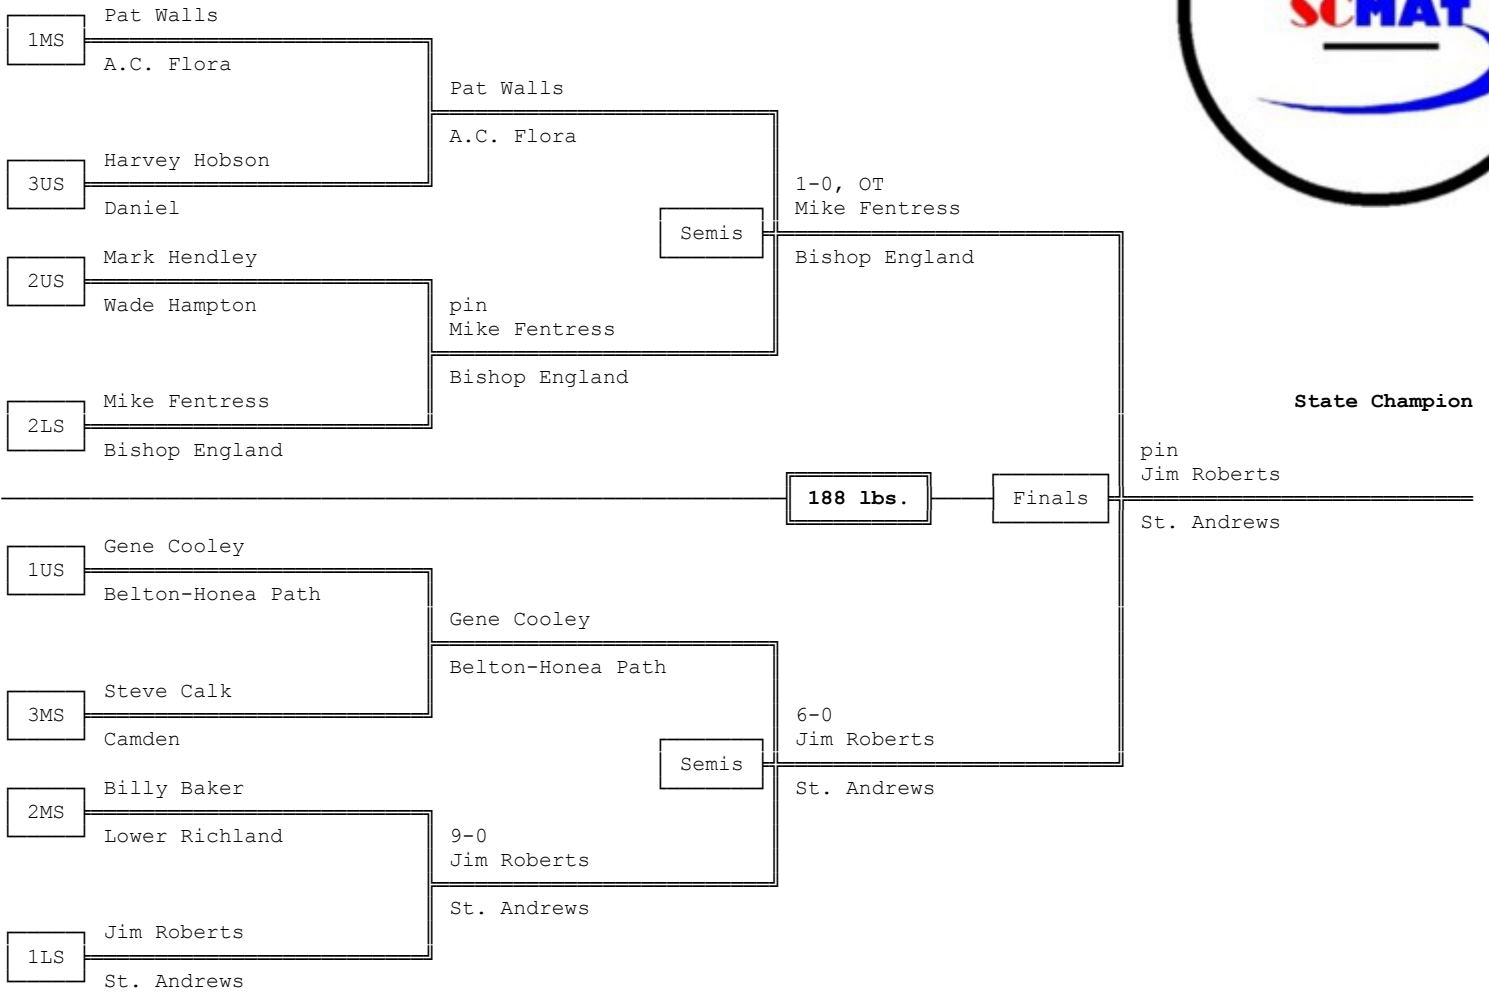 Pat Walls
1MS
A.C. Flora
SCMAT
Pat Walls
A.C. Flora
Harvey Hobson
3US
1-0, OT
Daniel
Mike Fentress
Semis
Mark Hendley
Bishop England
2US
Wade Hampton
pin
Mike Fentress
Bishop England
Mike Fentress
State Champion
2LS
Bishop England
pin
Jim Roberts
188 lbs.
Finals
St. Andrews
Gene Cooley
1US
Belton-Honea Path
Gene Cooley
Belton-Honea Path
Steve Calk
3MS
6-0
Camden
Jim Roberts
Semis
Billy Baker
St. Andrews
2MS
Lower Richland
9-0
Jim Roberts
St. Andrews
Jim Roberts
1LS
St. Andrews